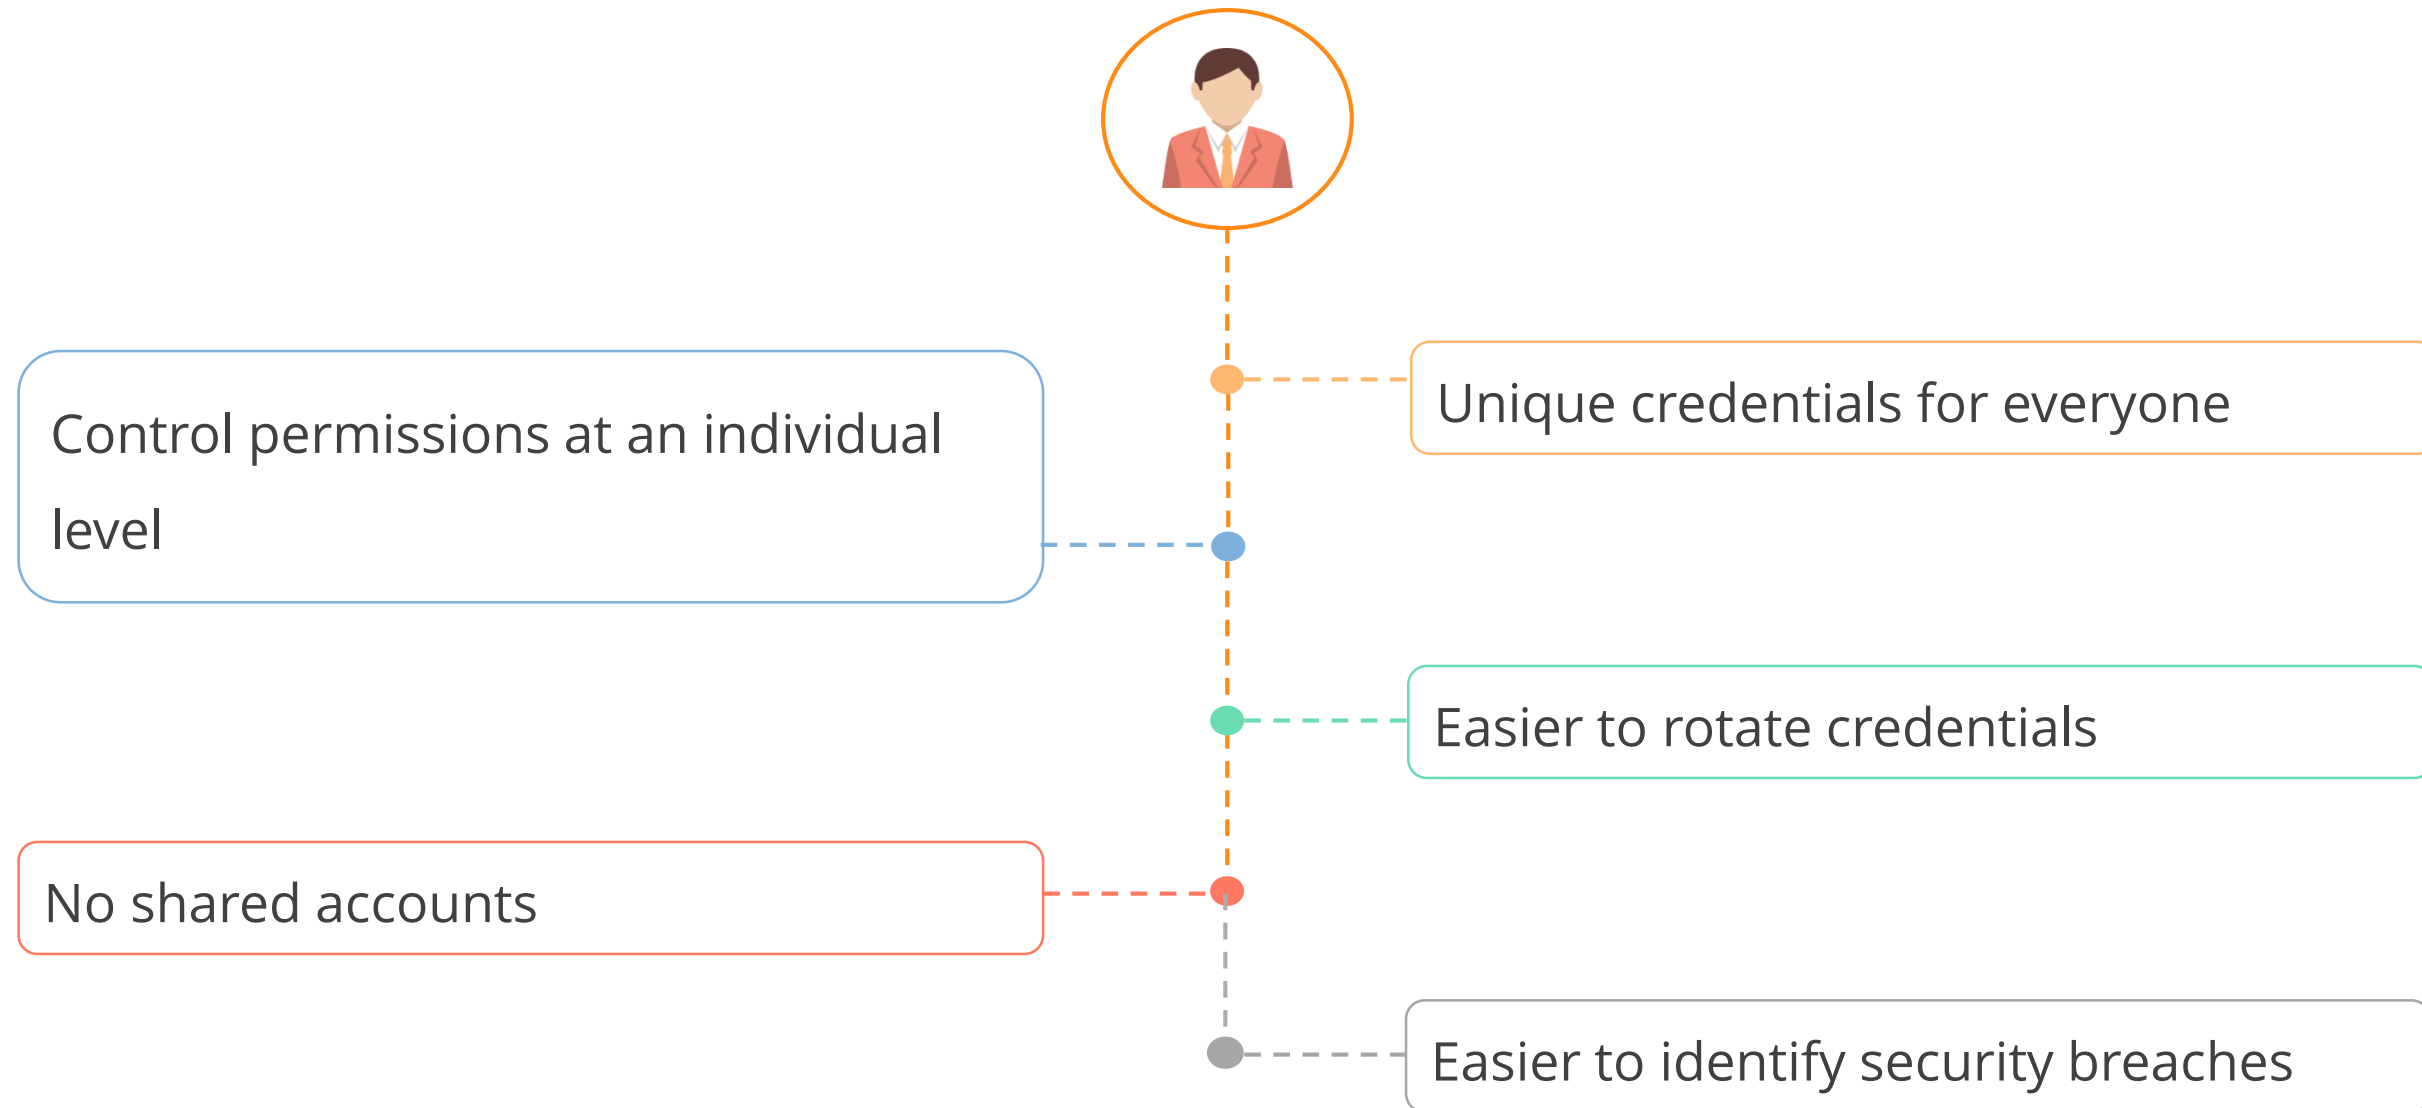 Unique credentials for everyone
Control permissions at an individual
level
Easier to rotate credentials
No shared accounts
Easier to identify security breaches